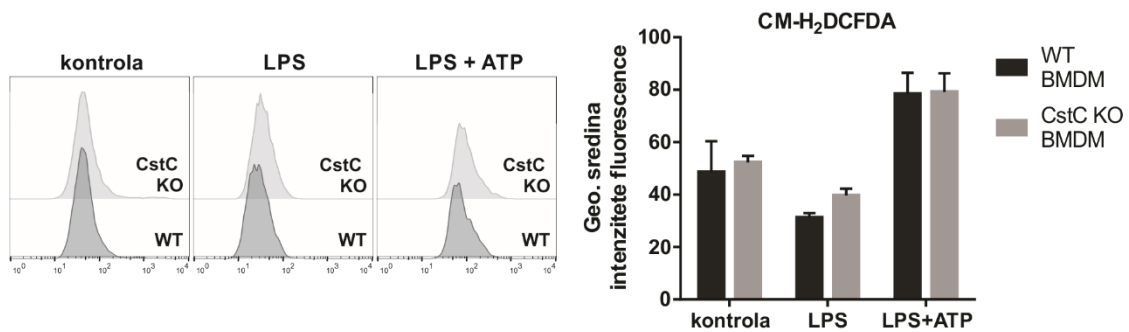 kontrola
LPS
LPS + ATP
CstC
KO
WT
CstC
KO
WT
CstC
KO
WT
10⁰ 10¹ 10² 10³ 10⁴
10⁰ 10¹ 10² 10³ 10⁴
10⁰ 10¹ 10² 10³ 10⁴
CM-H₂DCFDA
Geo. sredina
intenzitete fluorescence
100
80
60
40
20
0
kontrola
LPS
LPS+ATP
WT
BMDM
CstC KO
BMDM